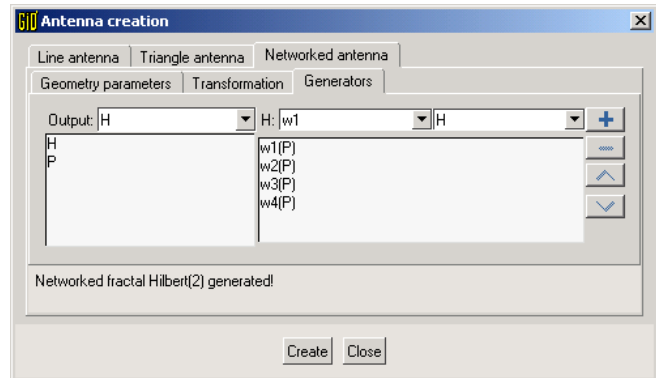 GiD Antenna creation
Line antenna Triangle antenna Networked antenna
Geometry parameters Transformation Generators
Output: H H: w1 H
H
P
w1(P)
w2(P)
w3(P)
w4(P)
Networked fractal Hilbert(2) generated!
Create Close